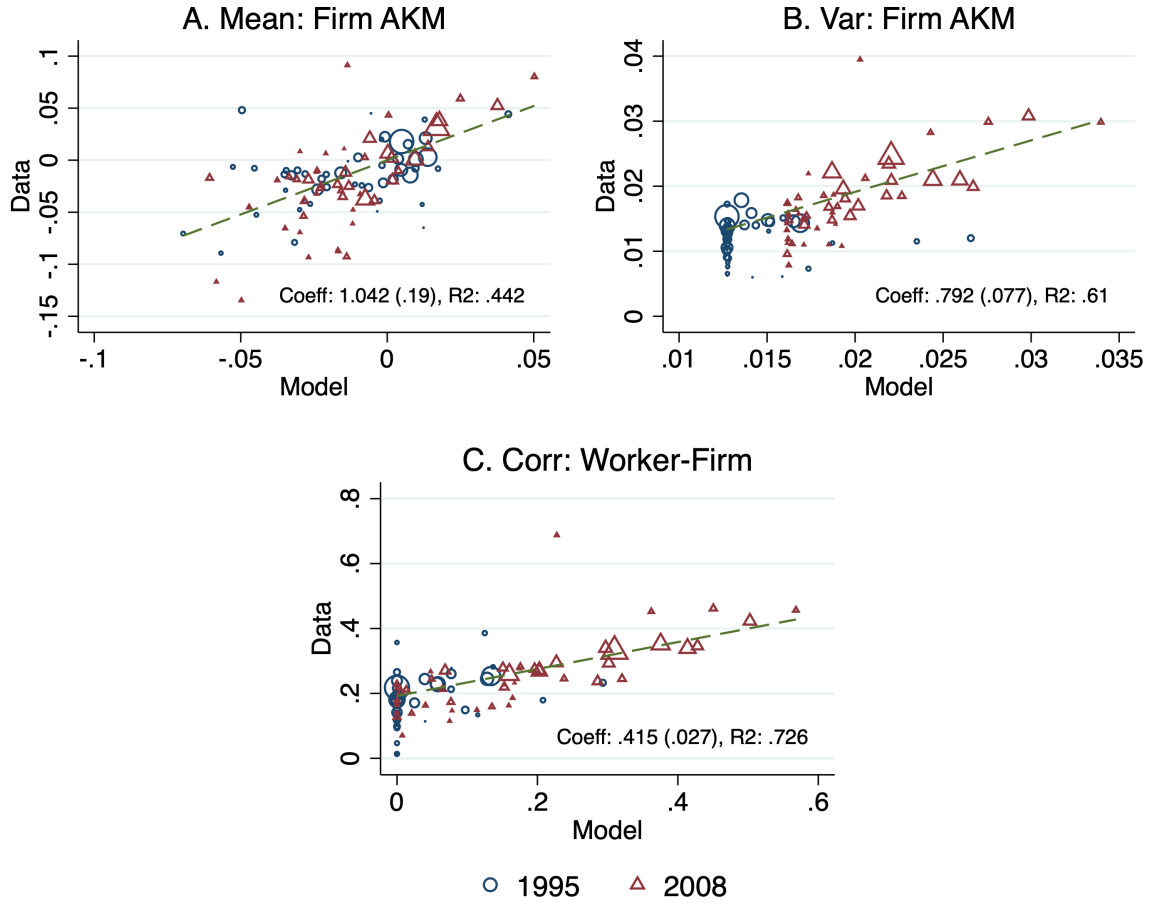 A. Mean: Firm AKM
.1
.05
0
-.05
-.1
-.15
Data
Coeff: 1.042 (.19), R2: .442
-.1 -.05 0 .05
Model
B. Var: Firm AKM
.04
.03
.02
.01
0
Data
Coeff: .792 (.077), R2: .61
.01 .015 .02 .025 .03 .035
Model
C. Corr: Worker-Firm
.8
.6
.4
.2
0
Data
Coeff: .415 (.027), R2: .726
0 .2 .4 .6
Model
1995 2008